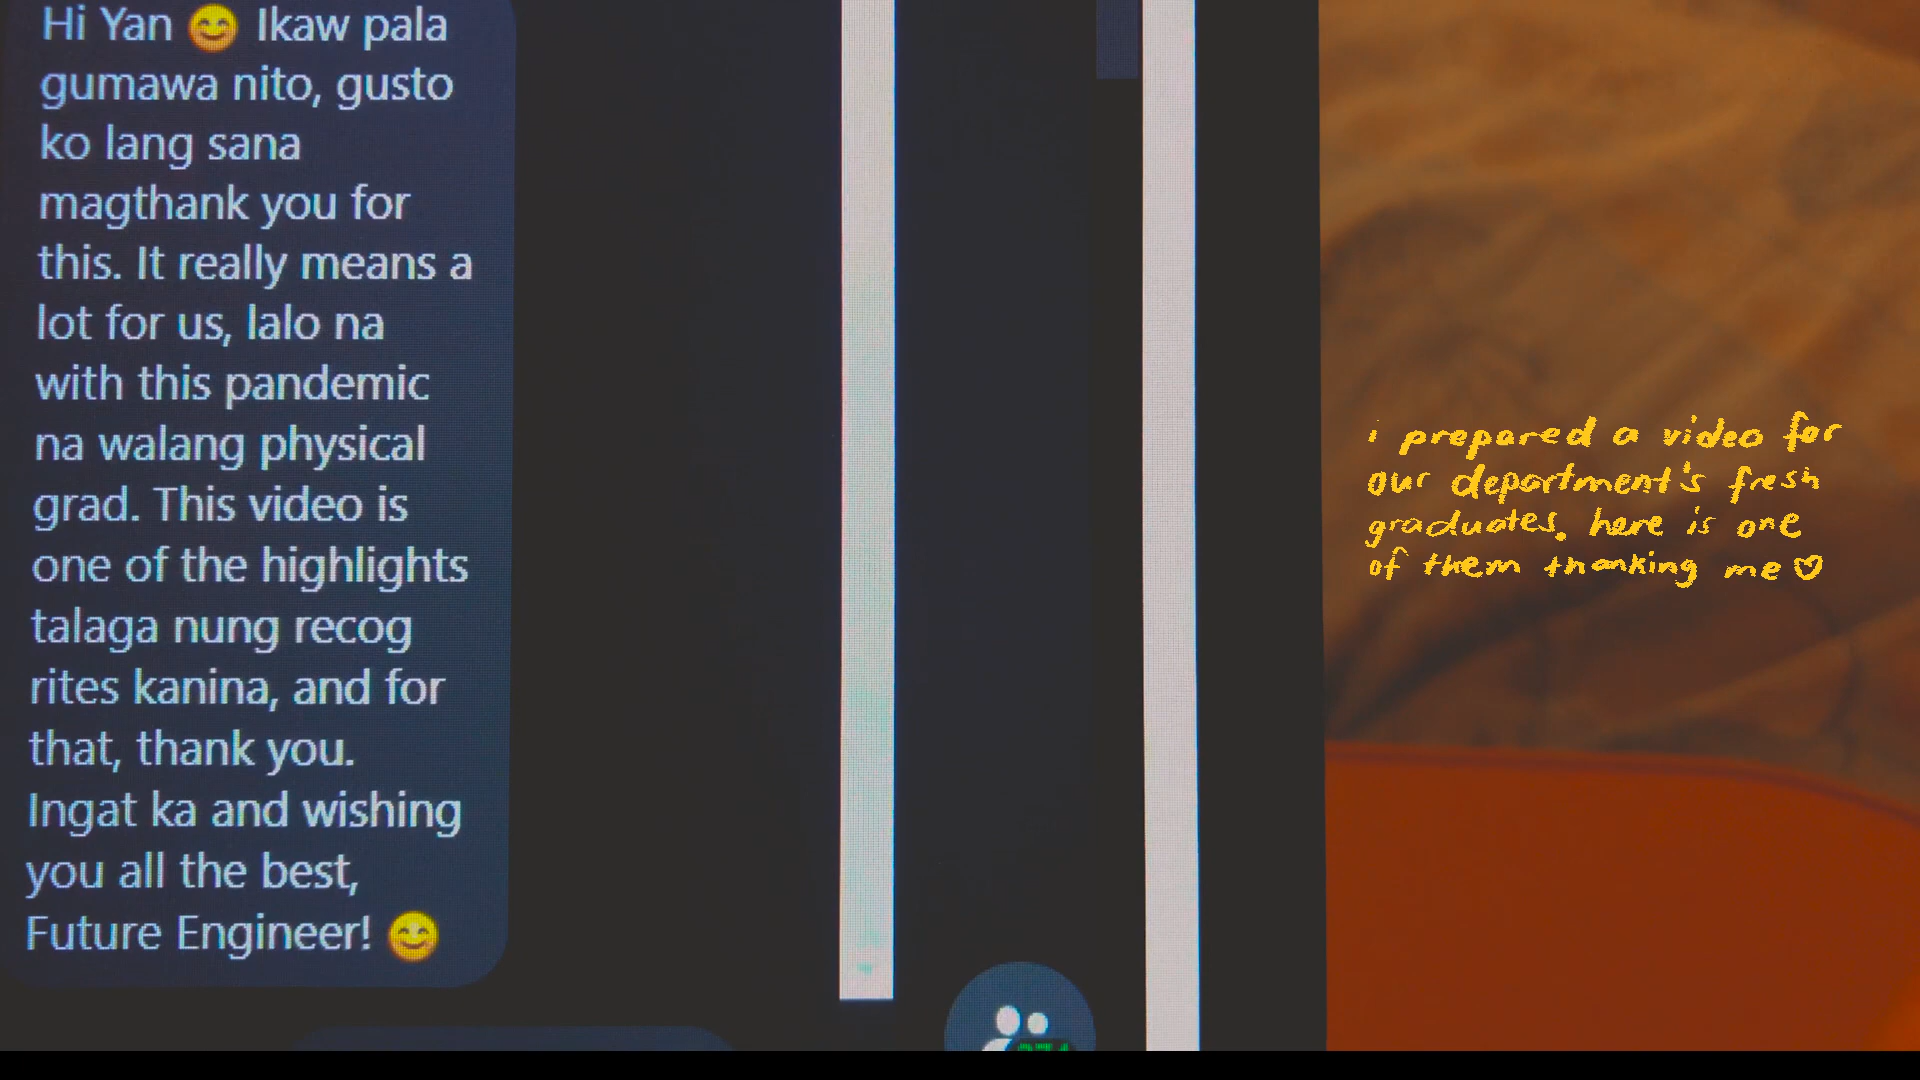 Hi Yan 😊 Ikaw pala
gumawa nito, gusto
ko lang sana
magthank you for
this. It really means a
lot for us, lalo na
with this pandemic
na walang physical
grad. This video is
one of the highlights
talaga nung recog
rites kanina, and for
that, thank you.
Ingat ka and wishing
you all the best,
Future Engineer! 😊
i prepared a video for
our department's fresh
graduates. here is one
of them thanking me ♡